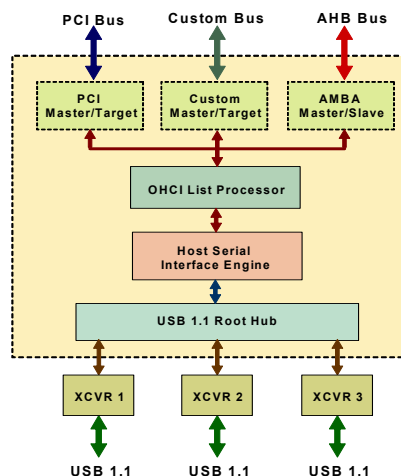 PCI Bus
Custom Bus
AHB Bus
PCI
Master/Target
Custom
Master/Target
AMBA
Master/Slave
OHCI List Processor
Host Serial
Interface Engine
USB 1.1 Root Hub
XCVR 1
XCVR 2
XCVR 3
USB 1.1
USB 1.1
USB 1.1